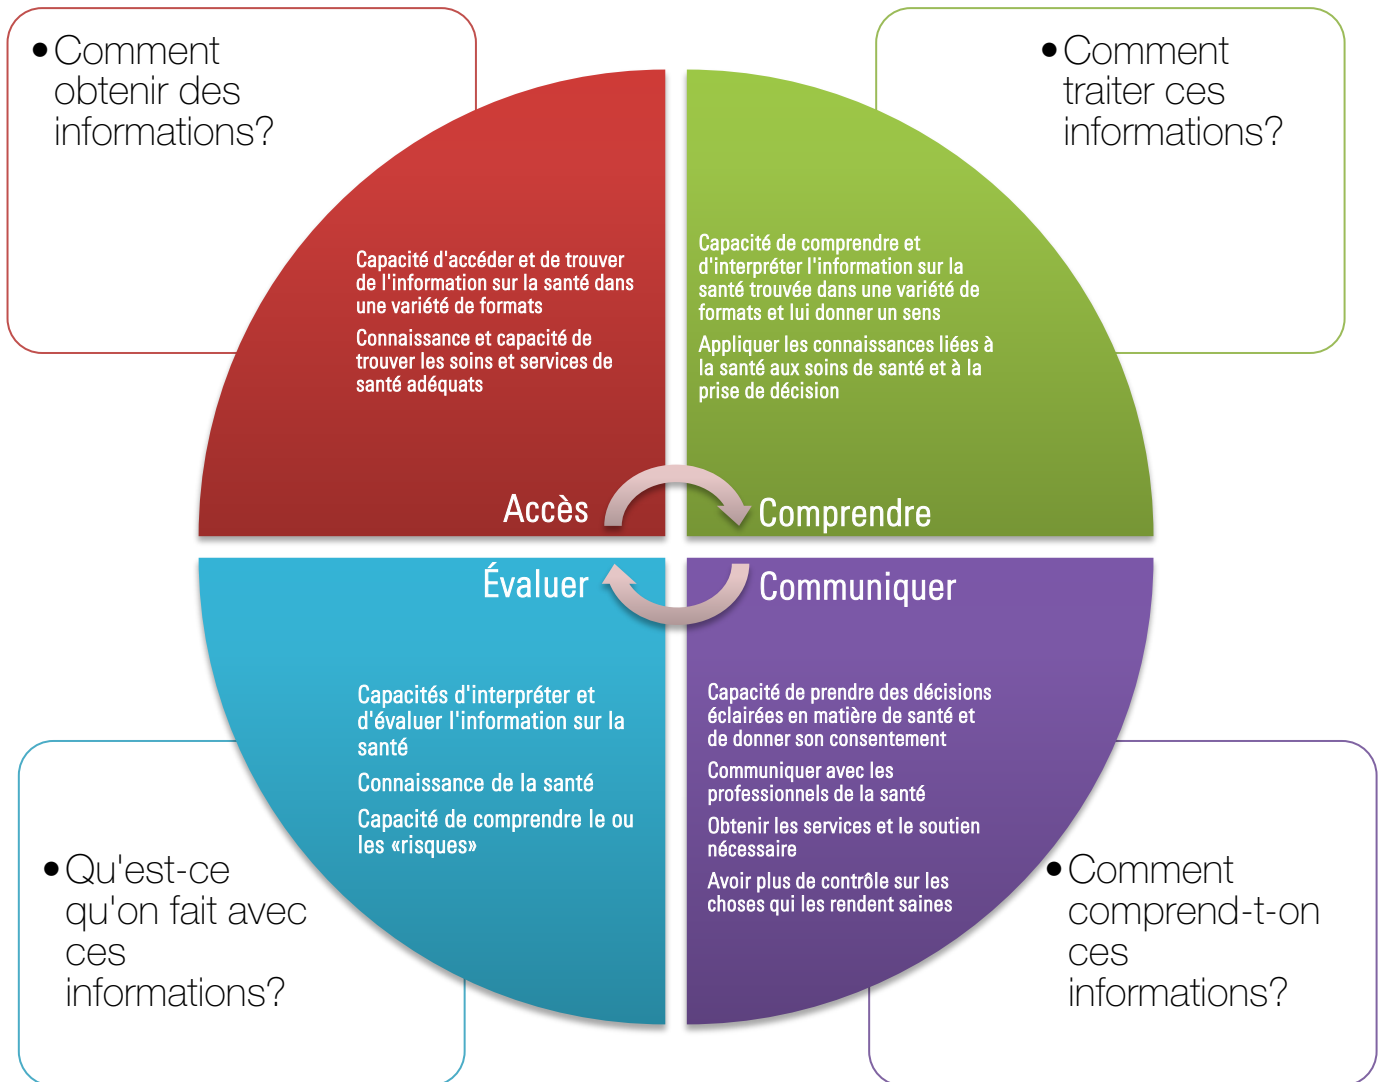 •Comment
obtenir des
informations?
•Comment
traiter ces
informations?
Capacité d'accéder et de trouver
de l'information sur la santé dans
une variété de formats
Connaissance et capacité de
trouver les soins et services de
santé adéquats
Accès
Capacité de comprendre et
d'interpréter l'information sur la
santé trouvée dans une variété de
formats et lui donner un sens
Appliquer les connaissances liées à
la santé aux soins de santé et à la
prise de décision
Comprendre
Évaluer
Capacités d'interpréter et
d'évaluer l'information sur la
santé
Connaissance de la santé
Capacité de comprendre le ou
les «risques»
Communiquer
Capacité de prendre des décisions
éclairées en matière de santé et
de donner son consentement
Communiquer avec les
professionnels de la santé
Obtenir les services et le soutien
nécessaire
Avoir plus de contrôle sur les
choses qui les rendent saines
•Qu'est-ce
qu'on fait avec
ces
informations?
•Comment
comprend-t-on
ces
informations?